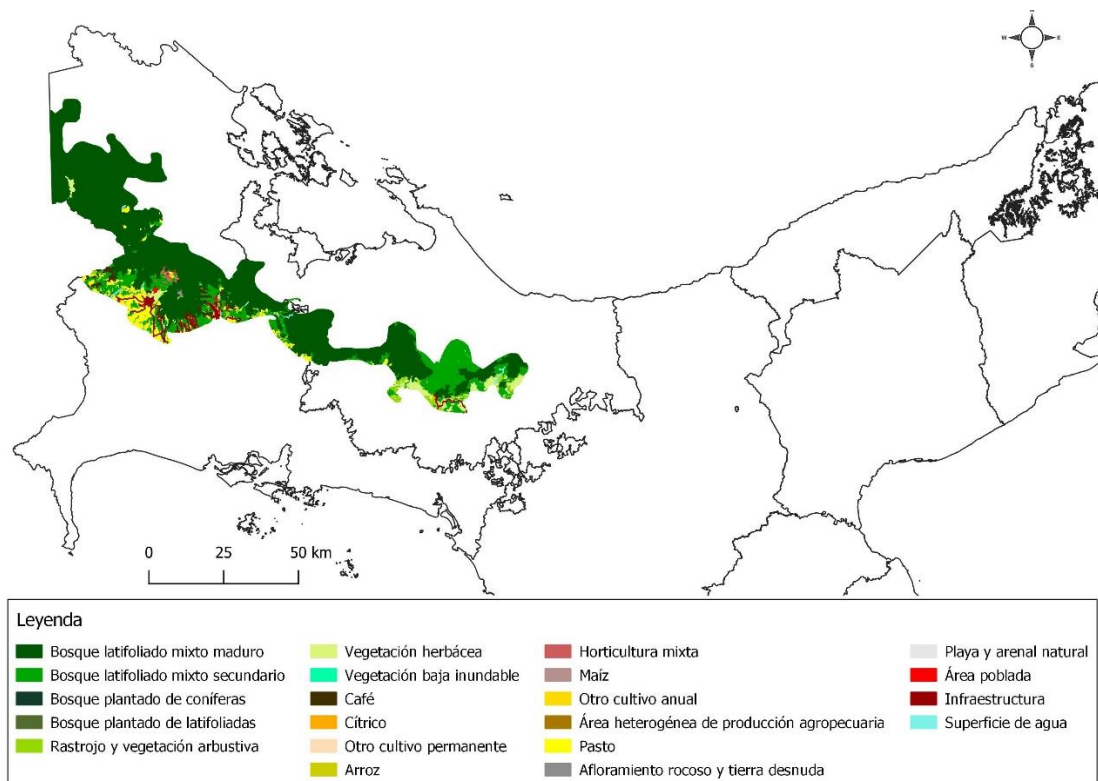 N
W E
S
0 25 50 km
Leyenda
Bosque latifoliado mixto maduro
Bosque latifoliado mixto secundario
Bosque plantado de coníferas
Bosque plantado de latifoliadas
Rastrojo y vegetación arbustiva
Vegetación herbácea
Vegetación baja inundable
Café
Cítrico
Otro cultivo permanente
Arroz
Horticultura mixta
Maíz
Otro cultivo anual
Área heterogénea de producción agropecuaria
Pasto
Afloramiento rocoso y tierra desnuda
Playa y arenal natural
Área poblada
Infraestructura
Superficie de agua